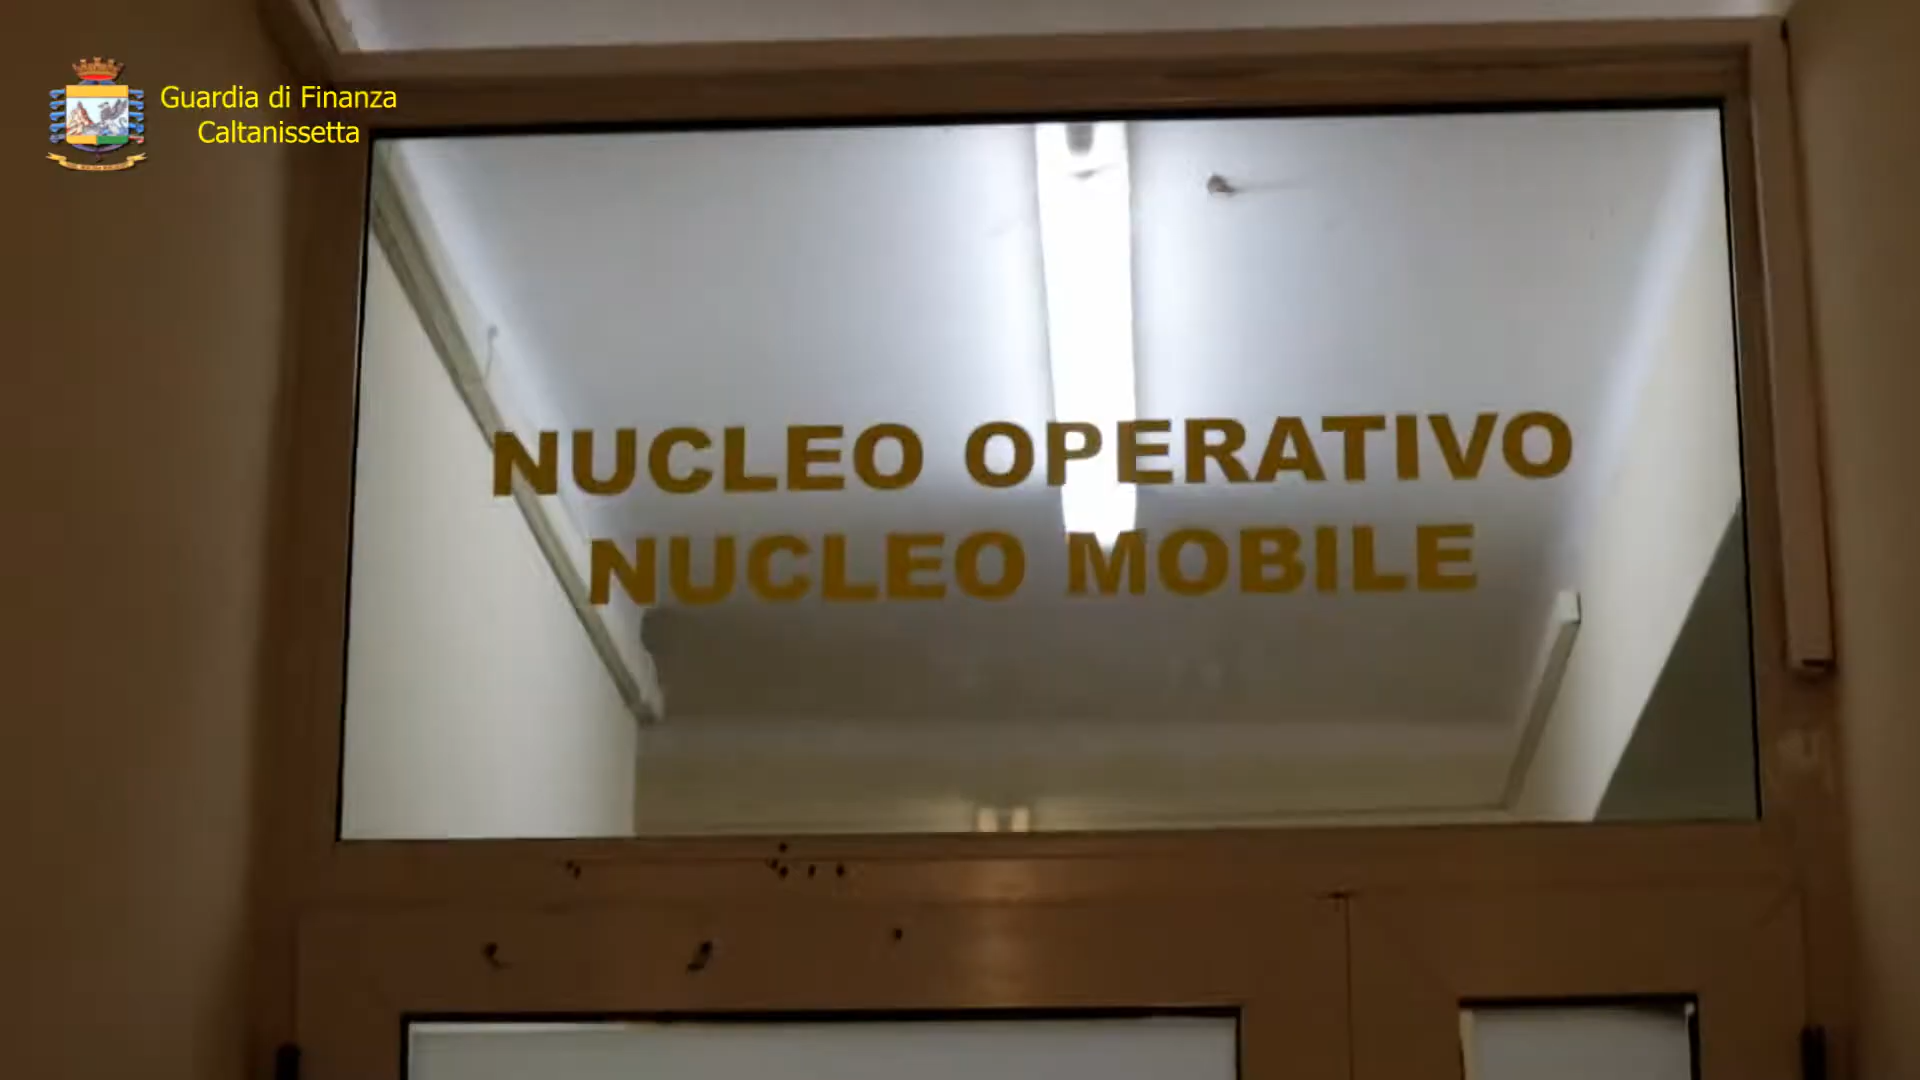 Guardia di Finanza
Caltanissetta
NUCLEO OPERATIVO
NUCLEO MOBILE